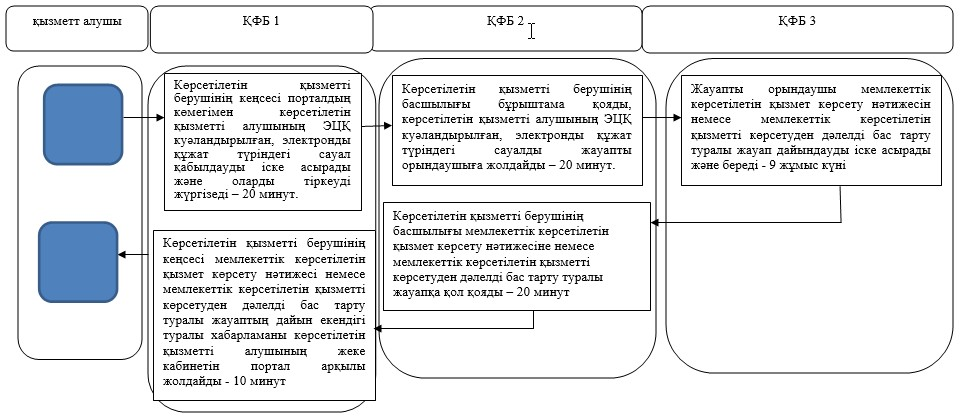 қызметт алушы
ҚФБ 1
ҚФБ 2
ҚФБ 3
Көрсетілетін қызметті
берушінің кеңсесі порталдың
көмегімен көрсетілетін
қызметті алушының ЭЦҚ
куәландырылған, электронды
құжат түріндегі сауал
қабылдауды іске асырады
және оларды тіркеуді
жүргізеді – 20 минут.
Көрсетілетін қызметті берушінің
басшылығы бұрыштама қояды,
көрсетілетін қызметті алушының ЭЦҚ
куәландырылған, электронды құжат
түріндегі сауалды жауапты
орындаушыға жолдайды – 20 минут.
Жауапты орындаушы мемлекеттік
көрсетілетін қызмет көрсету нәтижесін
немесе мемлекеттік көрсетілетін
қызметті көрсетуден дәлелді бас тарту
туралы жауап дайындауды іске асырады
және береді - 9 жұмыс күні
Көрсетілетін қызметті берушінің
басшылығы мемлекеттік көрсетілетін
қызмет көрсету нәтижесіне немесе
мемлекеттік көрсетілетін қызметті
көрсетуден дәлелді бас тарту туралы
жауапқа қол қояды – 20 минут
Көрсетілетін қызметті берушінің
кеңсесі мемлекеттік көрсетілетін
қызмет көрсету нәтижесі немесе
мемлекеттік көрсетілетін қызметті
көрсетуден дәлелді бас тарту
туралы жауаптың дайын екендігі
туралы хабарламаны көрсетілетін
қызметті алушының жеке
кабинетін портал арқылы
жолдайды - 10 минут